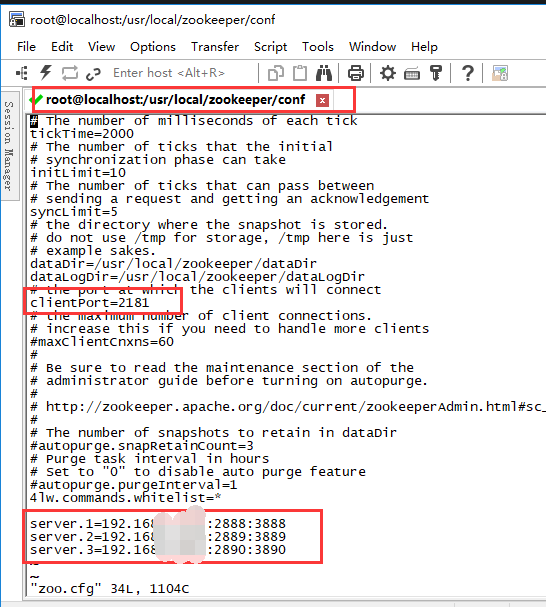 root@localhost:/usr/local/zookeeper/conf
File Edit View Options Transfer Script Tools Window Help
Enter host <Alt+R>
Session Manager
root@localhost:/usr/local/zookeeper/conf
# The number of milliseconds of each tick
tickTime=2000
# The number of ticks that the initial
# synchronization phase can take
initLimit=10
# The number of ticks that can pass between
# sending a request and getting an acknowledgement
syncLimit=5
# the directory where the snapshot is stored.
# do not use /tmp for storage, /tmp here is just
# example sakes.
dataDir=/usr/local/zookeeper/dataDir
dataLogDir=/usr/local/zookeeper/dataLogDir
# the port at which the clients will connect
clientPort=2181
# the maximum number of client connections.
# increase this if you need to handle more clients
#maxClientCnxns=60
#
# Be sure to read the maintenance section of the
# administrator guide before turning on autopurge.
#
# http://zookeeper.apache.org/doc/current/zookeeperAdmin.html#sc_
#
# The number of snapshots to retain in dataDir
#autopurge.snapRetainCount=3
# Purge task interval in hours
# Set to "0" to disable auto purge feature
#autopurge.purgeInterval=1
4lw.commands.whitelist=*
server.1=192.168 :2888:3888
server.2=192.168 :2889:3889
server.3=192.168 :2890:3890
~
~
"zoo.cfg" 34L, 1104C